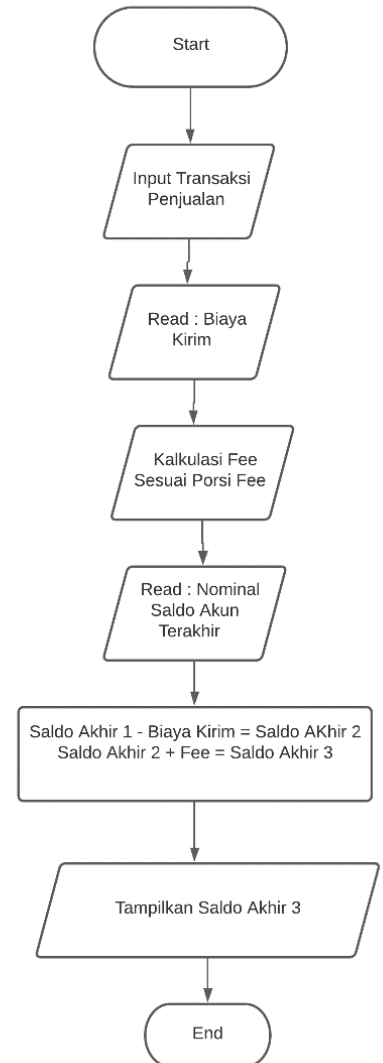 Start
Input Transaksi
Penjualan
Read : Biaya
Kirim
Kalkulasi Fee
Sesuai Porsi Fee
Read : Nominal
Saldo Akun
Terakhir
Saldo Akhir 1 - Biaya Kirim = Saldo AKhir 2
Saldo Akhir 2 + Fee = Saldo Akhir 3
Tampilkan Saldo Akhir 3
End